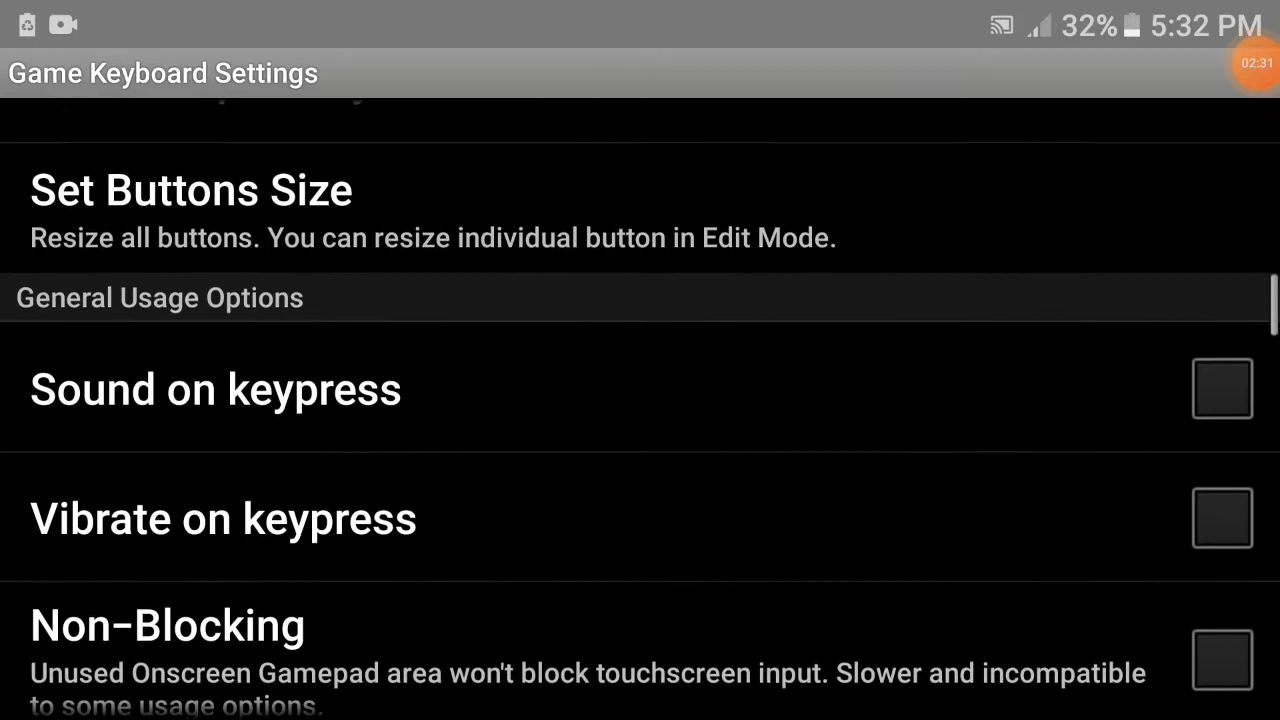 32% 5:32 PM
Game Keyboard Settings
02:31
Set Buttons Size
Resize all buttons. You can resize individual button in Edit Mode.
General Usage Options
Sound on keypress
Vibrate on keypress
Non-Blocking
Unused Onscreen Gamepad area won't block touchscreen input. Slower and incompatible
to some usage options.